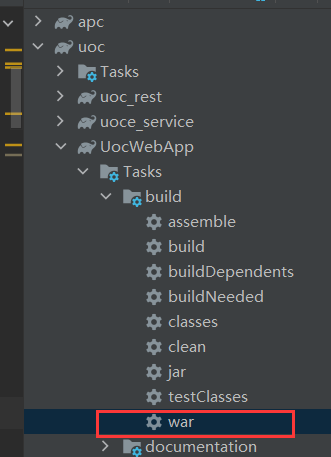 apc
uoc
Tasks
uoc_rest
uoce_service
UocWebApp
Tasks
build
assemble
build
buildDependents
buildNeeded
classes
clean
jar
testClasses
war
documentation